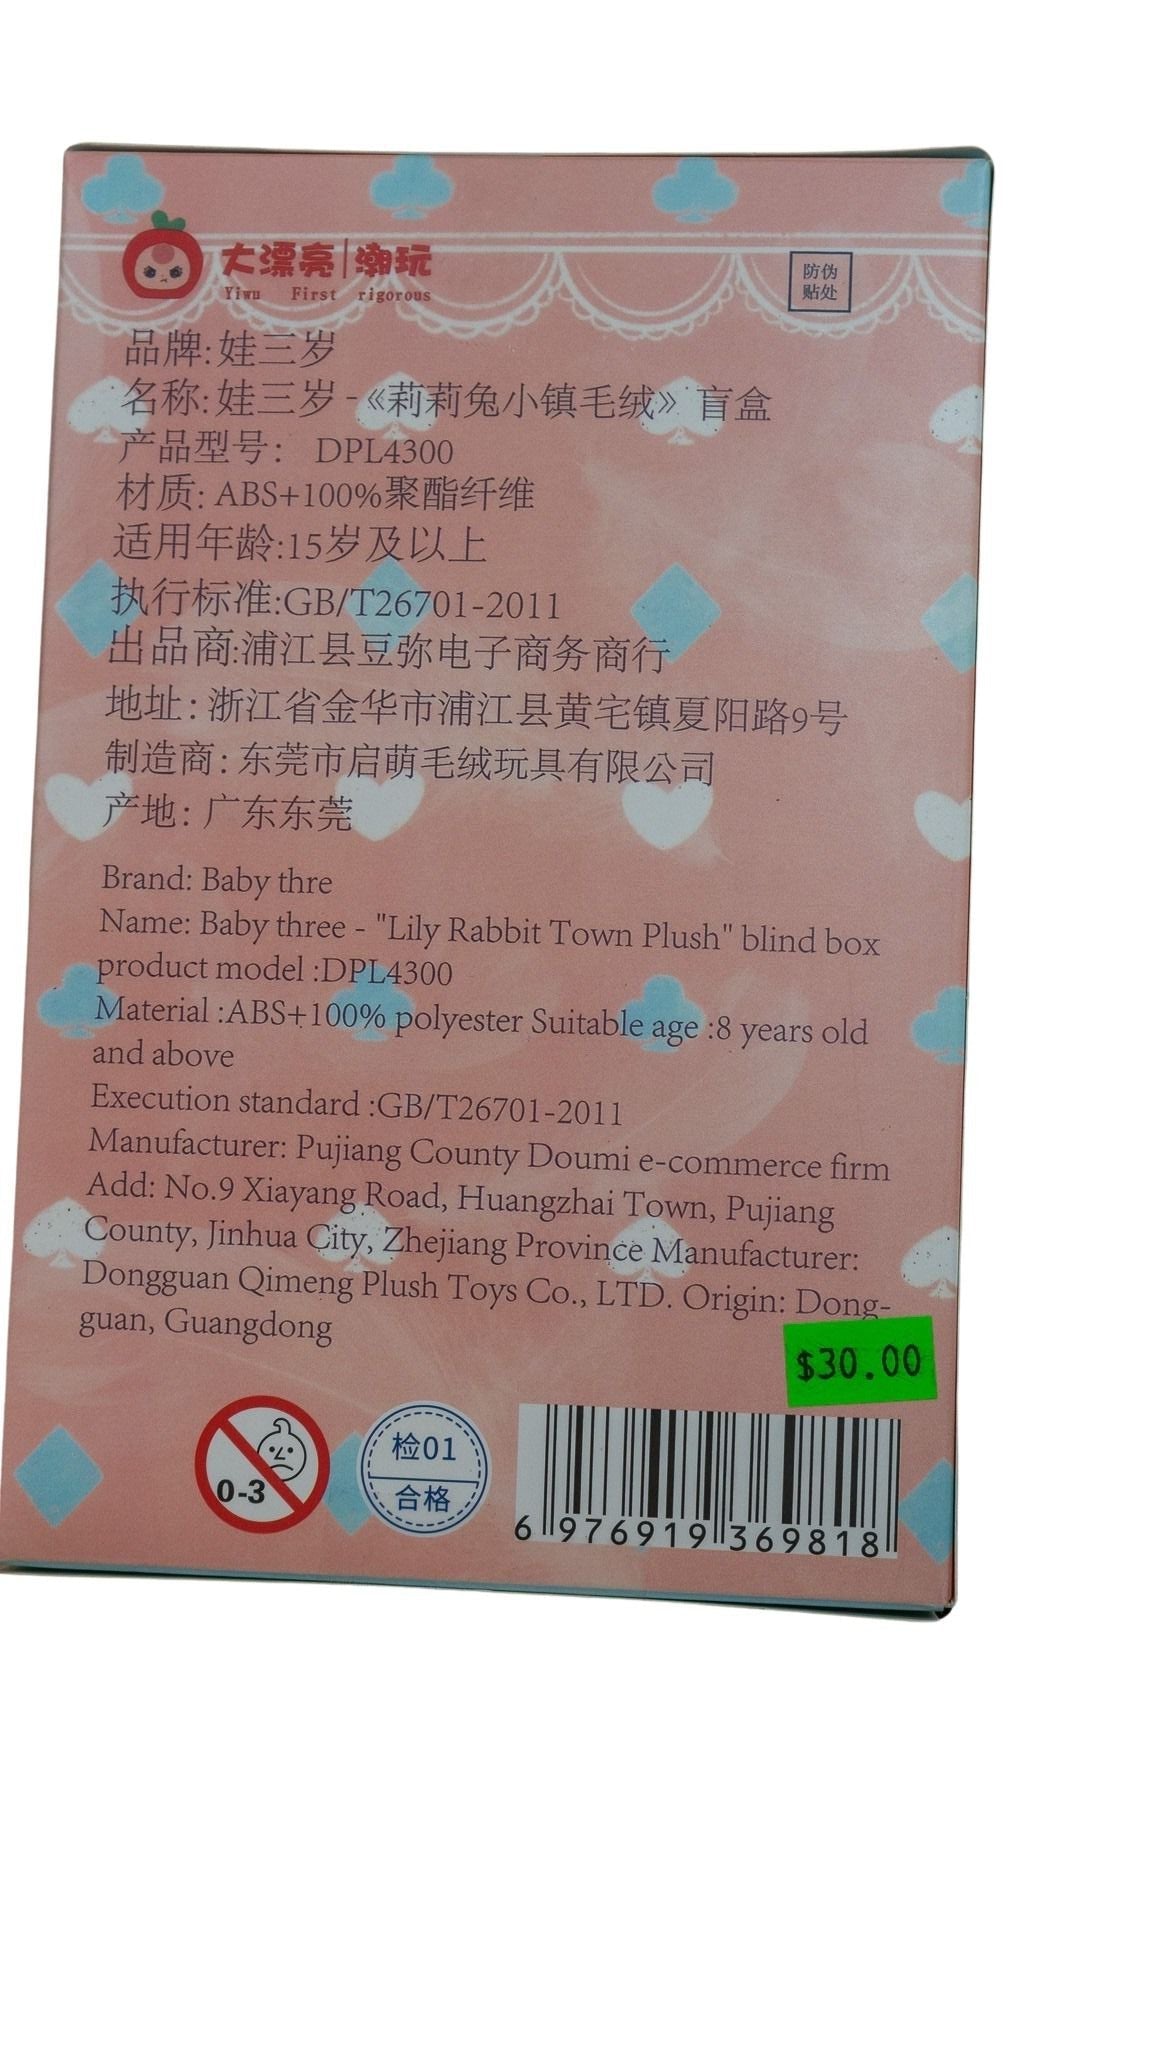 大漂亮|潮玩
Yiwu First rigorous
防伪
贴处
品牌:娃三岁
名称:娃三岁-《莉莉兔小镇毛绒》盲盒
产品型号: DPL4300
材质: ABS+100%聚酯纤维
适用年龄:15岁及以上
执行标准:GB/T26701-2011
出品商:浦江县豆弥电子商务商行
地址: 浙江省金华市浦江县黄宅镇夏阳路9号
制造商: 东莞市启萌毛绒玩具有限公司
产地: 广东东莞
Brand: Baby thre
Name: Baby three - "Lily Rabbit Town Plush" blind box
product model :DPL4300
Material :ABS+100% polyester Suitable age :8 years old
and above
Execution standard :GB/T26701-2011
Manufacturer: Pujiang County Doumi e-commerce firm
Add: No.9 Xiayang Road, Huangzhai Town, Pujiang
County, Jinhua City, Zhejiang Province Manufacturer:
Dongguan Qimeng Plush Toys Co., LTD. Origin: Dong-
guan, Guangdong
$30.00
0-3
检01
合格
6 976919 369818